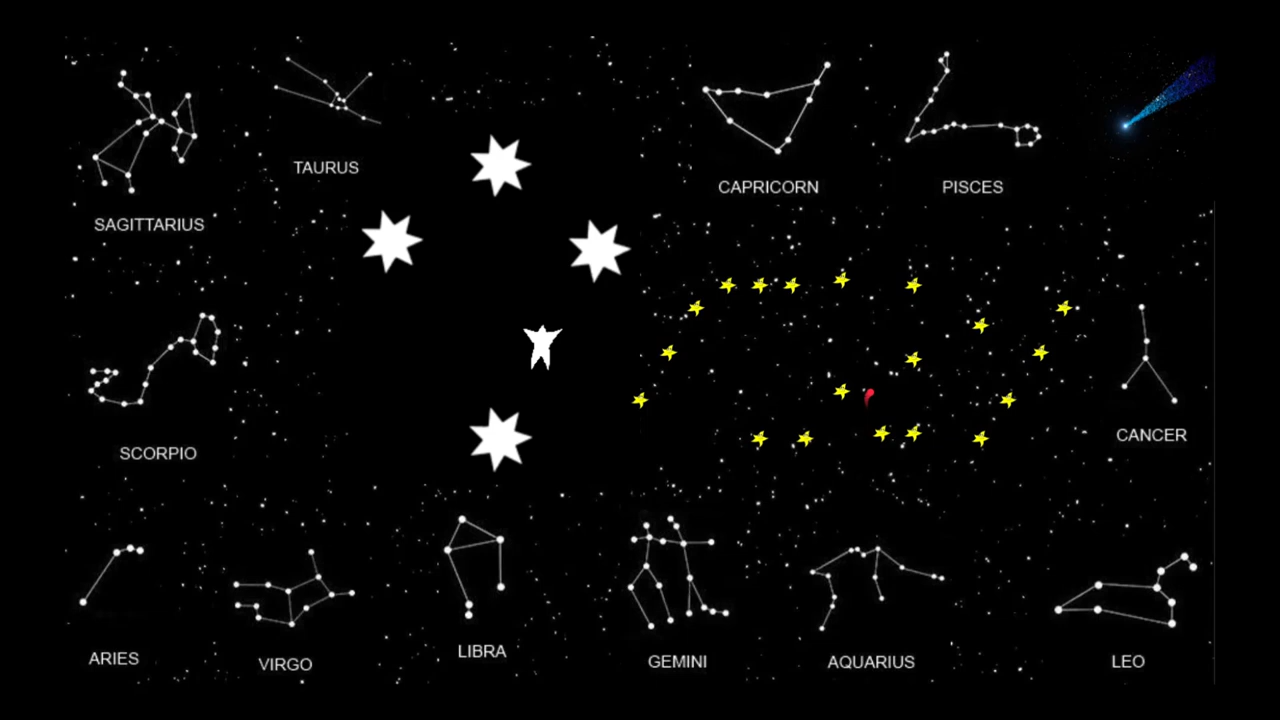 TAURUS
CAPRICORN
PISCES
SAGITTARIUS
CANCER
SCORPIO
LIBRA
ARIES
VIRGO
GEMINI
AQUARIUS
LEO